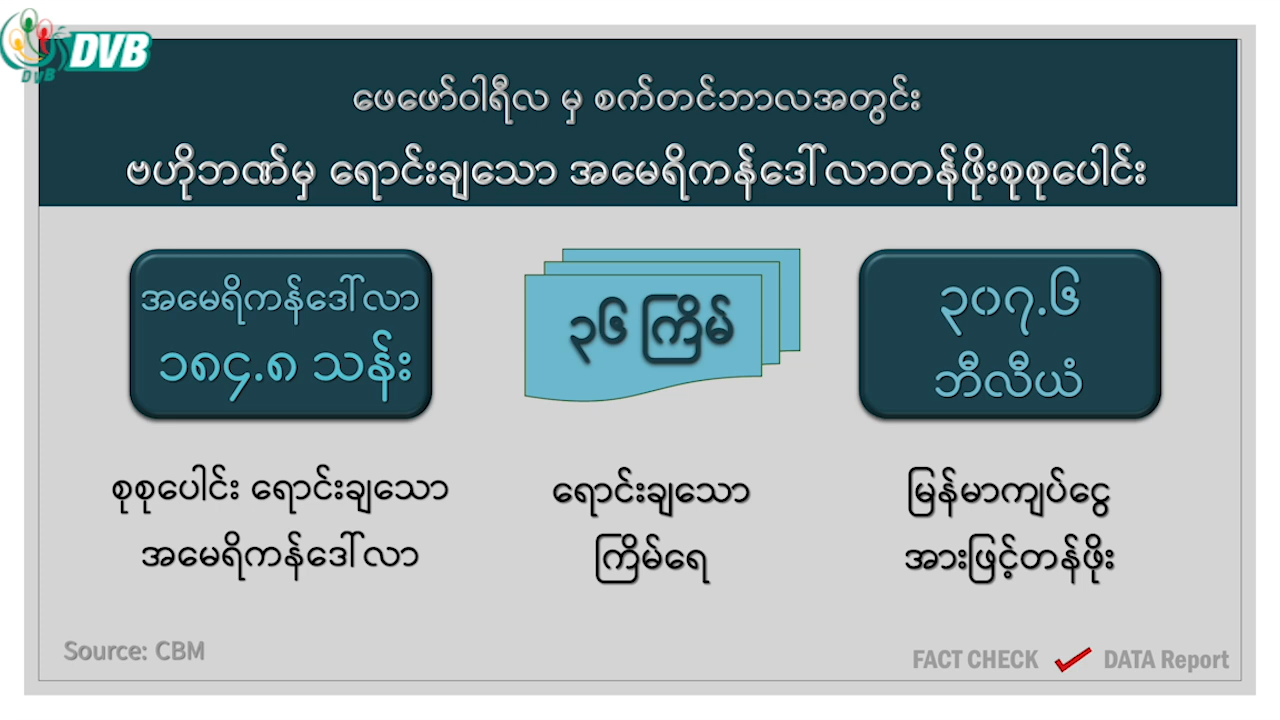 DVB
DVB
ဖေဖော်ဝါရီလ မှ စက်တင်ဘာလအတွင်း
ဗဟိုဘဏ်မှ ရောင်းချသော အမေရိကန်ဒေါ်လာတန်ဖိုးစုစုပေါင်း
အမေရိကန်ဒေါ်လာ
၁၈၄.၈ သန်း
စုစုပေါင်း ရောင်းချသော
အမေရိကန်ဒေါ်လာ
၃၆ ကြိမ်
ရောင်းချသော
ကြိမ်ရေ
၃၀၇.၆
ဘီလီယံ
မြန်မာကျပ်ငွေ
အားဖြင့်တန်ဖိုး
Source: CBM
FACT CHECK DATA Report